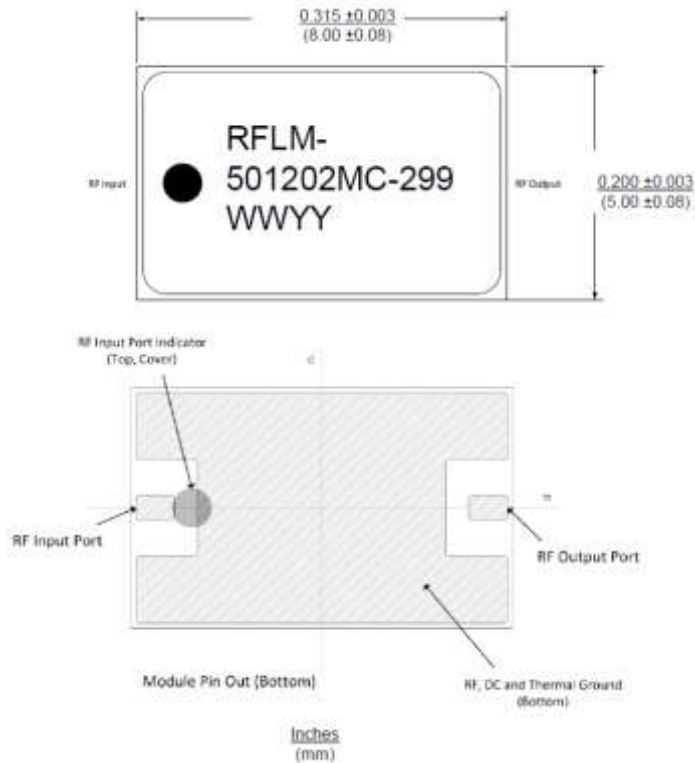 0.315 ±0.003
(8.00 ±0.08)
RFLM-
501202MC-299
WWYY
RF Input
RF Output
0.200 ±0.003
(5.00 ±0.08)
RF Input Port Indicator
(Top, Cover)
RF Input Port
RF Output Port
Module Pin Out (Bottom)
RF, DC and Thermal Ground
(Bottom)
Inches
(mm)